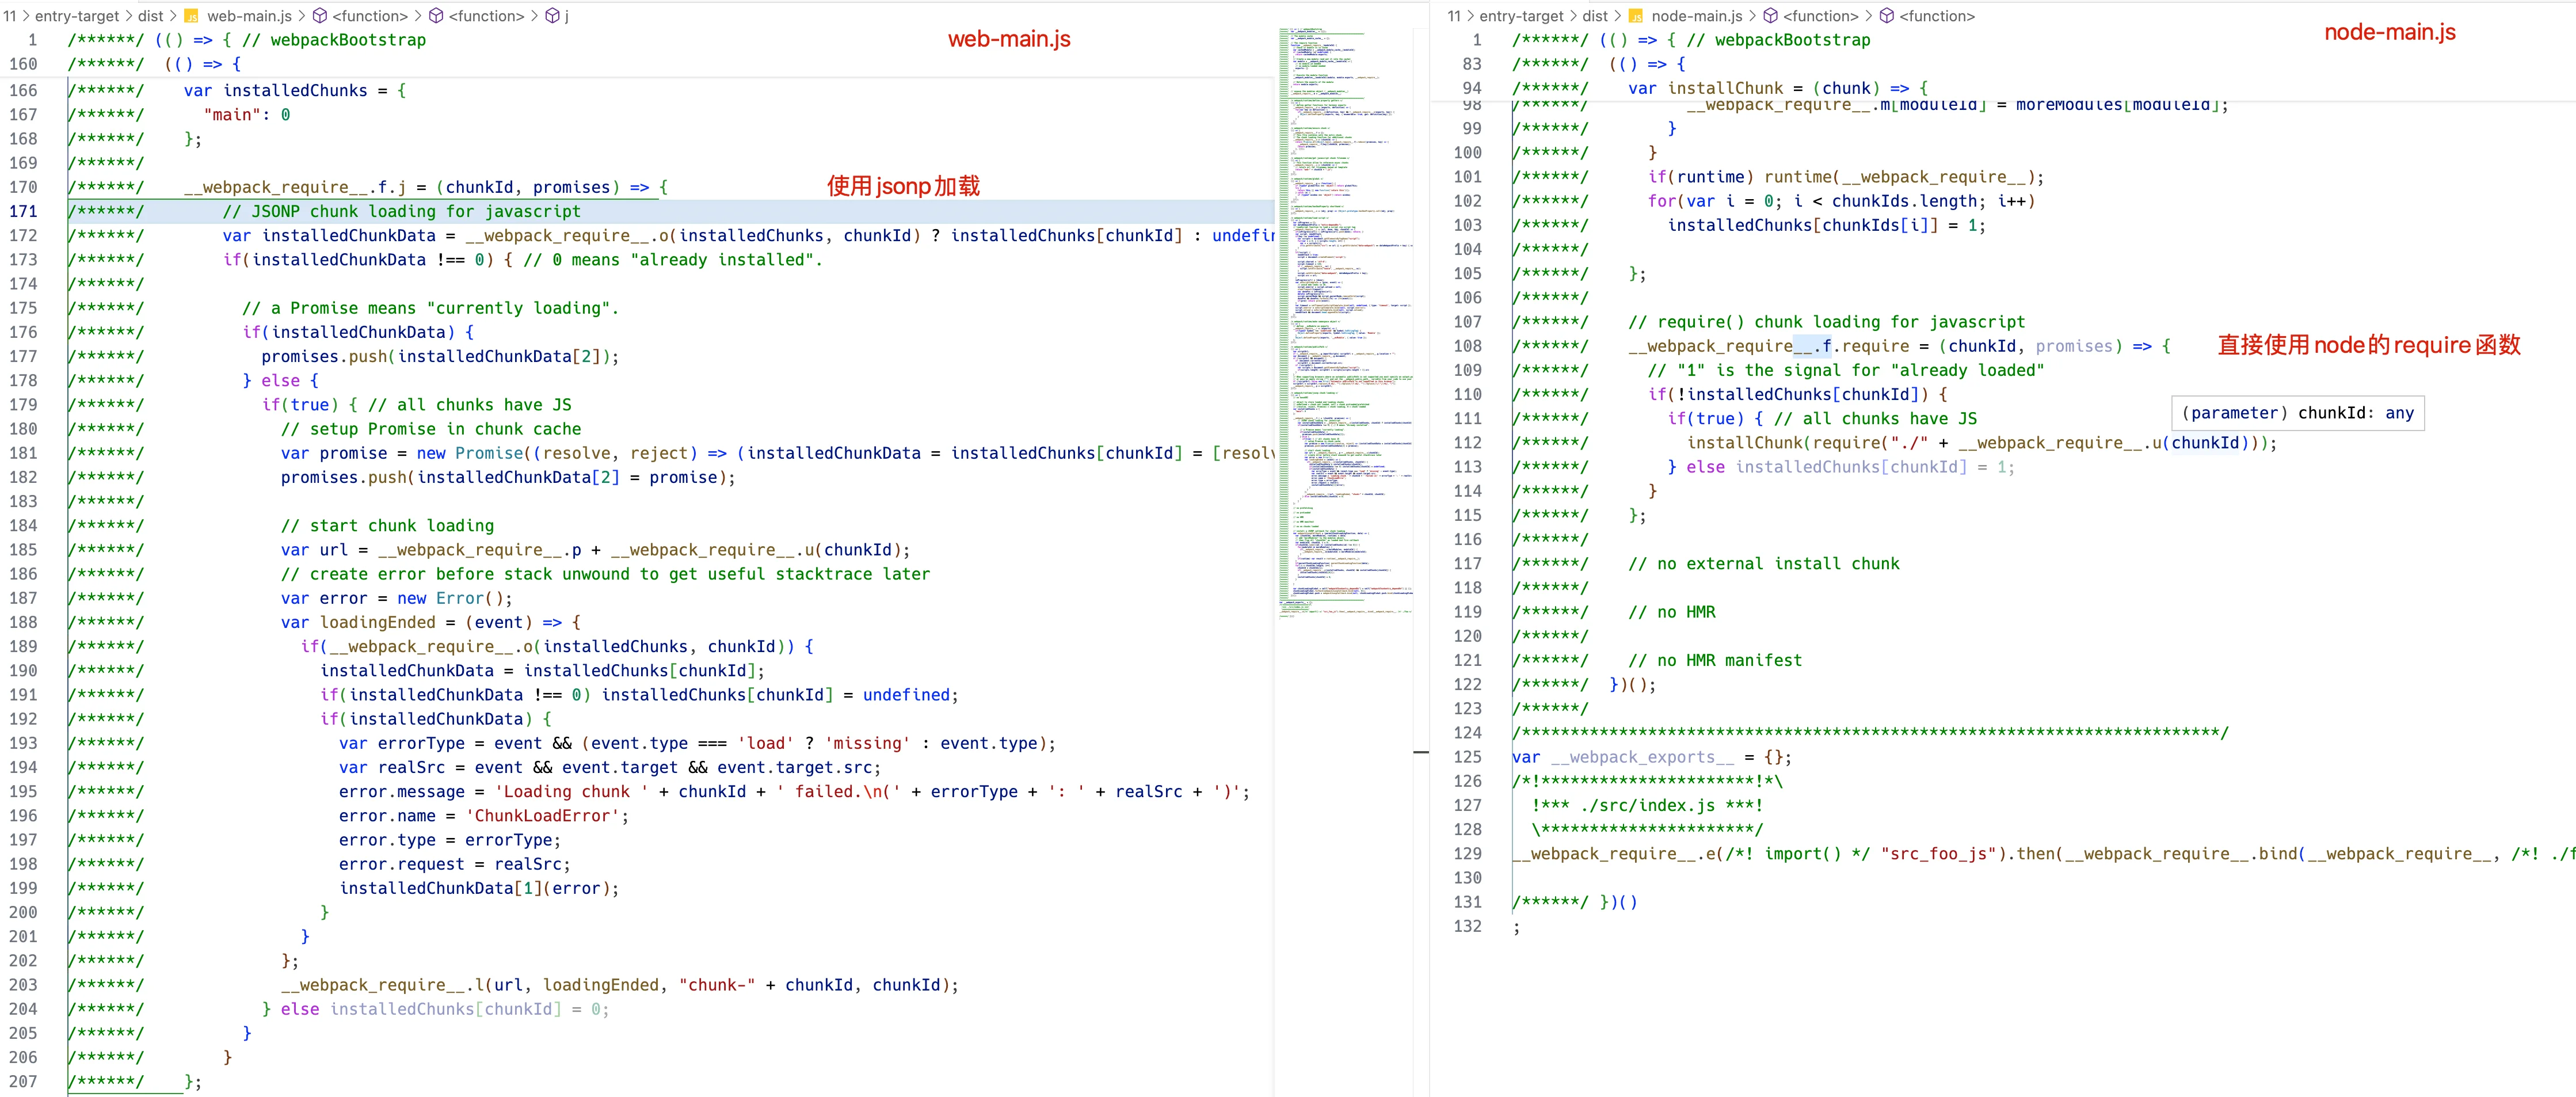 11 > entry-target > dist > JS web-main.js > <function> > <function> > j
web-main.js
1 /******/ (() => { // webpackBootstrap
160 /******/ (() => {
166 /******/ var installedChunks = {
167 /******/ "main": 0
168 /******/ };
169 /******/
170 /******/ __webpack_require__.f.j = (chunkId, promises) => {
使用jsonp加载
171 /******/ // JSONP chunk loading for javascript
172 /******/ var installedChunkData = __webpack_require__.o(installedChunks, chunkId) ? installedChunks[chunkId] : undefin
173 /******/ if(installedChunkData !== 0) { // 0 means "already installed".
174 /******/
175 /******/ // a Promise means "currently loading".
176 /******/ if(installedChunkData) {
177 /******/ promises.push(installedChunkData[2]);
178 /******/ } else {
179 /******/ if(true) { // all chunks have JS
180 /******/ // setup Promise in chunk cache
181 /******/ var promise = new Promise((resolve, reject) => (installedChunkData = installedChunks[chunkId] = [resolv
182 /******/ promises.push(installedChunkData[2] = promise);
183 /******/
184 /******/ // start chunk loading
185 /******/ var url = __webpack_require__.p + __webpack_require__.u(chunkId);
186 /******/ // create error before stack unwound to get useful stacktrace later
187 /******/ var error = new Error();
188 /******/ var loadingEnded = (event) => {
189 /******/ if(__webpack_require__.o(installedChunks, chunkId)) {
190 /******/ installedChunkData = installedChunks[chunkId];
191 /******/ if(installedChunkData !== 0) installedChunks[chunkId] = undefined;
192 /******/ if(installedChunkData) {
193 /******/ var errorType = event && (event.type === 'load' ? 'missing' : event.type);
194 /******/ var realSrc = event && event.target && event.target.src;
195 /******/ error.message = 'Loading chunk ' + chunkId + ' failed.\n(' + errorType + ': ' + realSrc + ')';
196 /******/ error.name = 'ChunkLoadError';
197 /******/ error.type = errorType;
198 /******/ error.request = realSrc;
199 /******/ installedChunkData[1](error);
200 /******/ }
201 /******/ }
202 /******/ };
203 /******/ __webpack_require__.l(url, loadingEnded, "chunk-" + chunkId, chunkId);
204 /******/ } else installedChunks[chunkId] = 0;
205 /******/ }
206 /******/ }
207 /******/ };
11 > entry-target > dist > JS node-main.js > <function> > <function>
node-main.js
1 /******/ (() => { // webpackBootstrap
83 /******/ (() => {
94 /******/ var installChunk = (chunk) => {
98 /******/ __webpack_require__.m[moduleId] = moreModules[moduleId];
99 /******/ }
100 /******/ }
101 /******/ if(runtime) runtime(__webpack_require__);
102 /******/ for(var i = 0; i < chunkIds.length; i++)
103 /******/ installedChunks[chunkIds[i]] = 1;
104 /******/
105 /******/ };
106 /******/
107 /******/ // require() chunk loading for javascript
108 /******/ __webpack_require__.f.require = (chunkId, promises) => {
直接使用node的require函数
109 /******/ // "1" is the signal for "already loaded"
110 /******/ if(!installedChunks[chunkId]) {
(parameter) chunkId: any
111 /******/ if(true) { // all chunks have JS
112 /******/ installChunk(require("./" + __webpack_require__.u(chunkId)));
113 /******/ } else installedChunks[chunkId] = 1;
114 /******/ }
115 /******/ };
116 /******/
117 /******/ // no external install chunk
118 /******/
119 /******/ // no HMR
120 /******/
121 /******/ // no HMR manifest
122 /******/ })();
123 /******/
124 /************************************************************************/
125 var __webpack_exports__ = {};
126 /*!**********************!*\
127 !*** ./src/index.js ***!
128 \**********************/
129 __webpack_require__.e(/*! import() */ "src_foo_js").then(__webpack_require__.bind(__webpack_require__, /*! ./f
130
131 /******/ })()
132 ;